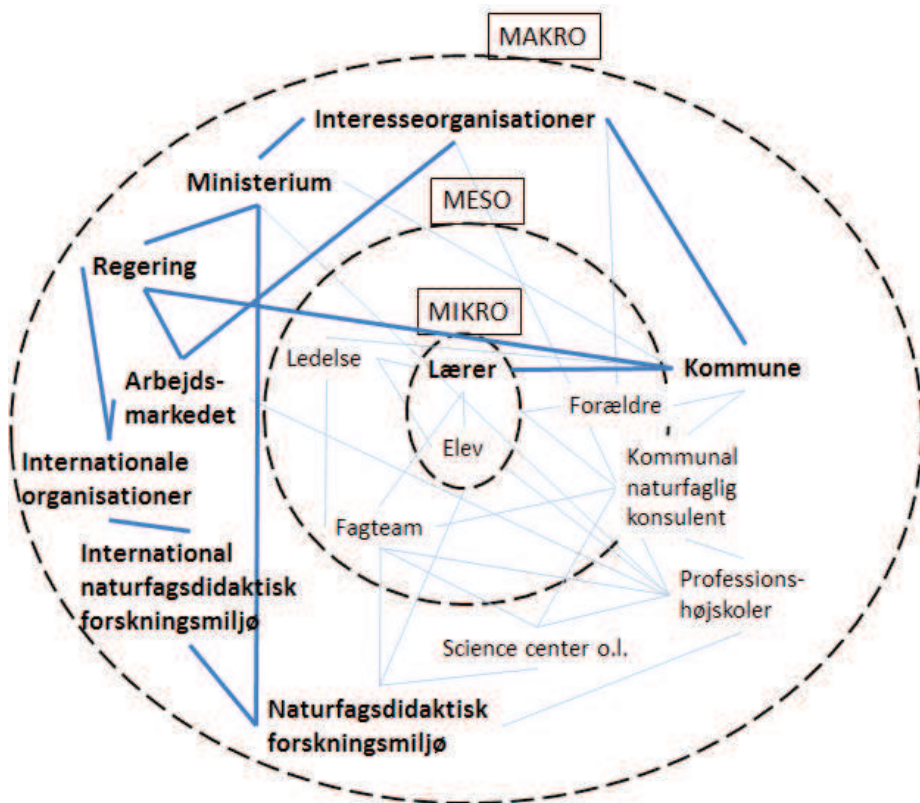 MAKRO
Interesseorganisationer
Ministerium
MESO
Regering
MIKRO
Ledelse
Lærer
Kommune
Arbejds-
markedet
Forældre
Elev
Internationale
organisationer
Kommunal
naturfaglig
konsulent
Fagteam
International
naturfagsdidaktisk
forskningsmiljø
Professions-
højskoler
Science center o.l.
Naturfagsdidaktisk
forskningsmiljø